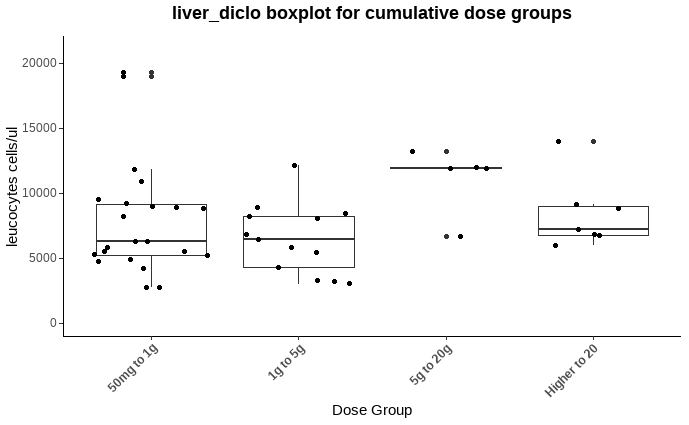 liver_diclo boxplot for cumulative dose groups
leucocytes cells/ul
20000
15000
10000
5000
0
50mg to 1g
1g to 5g
5g to 20g
Higher to 20
Dose Group